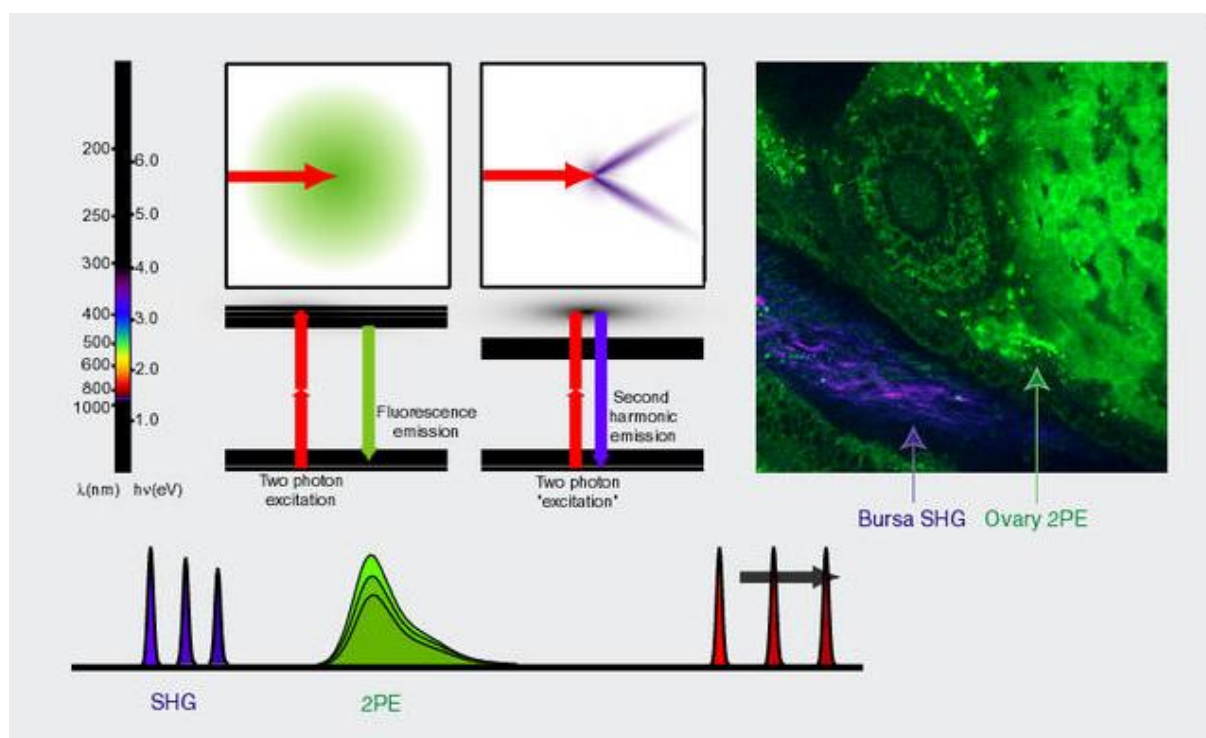 200
250
300
400
500
600
800
1000
6.0
5.0
4.0
3.0
2.0
1.0
λ(nm) hν(eV)
Fluorescence
emission
Two photon
excitation
Second
harmonic
emission
Two photon
"excitation"
Bursa SHG Ovary 2PE
SHG
2PE